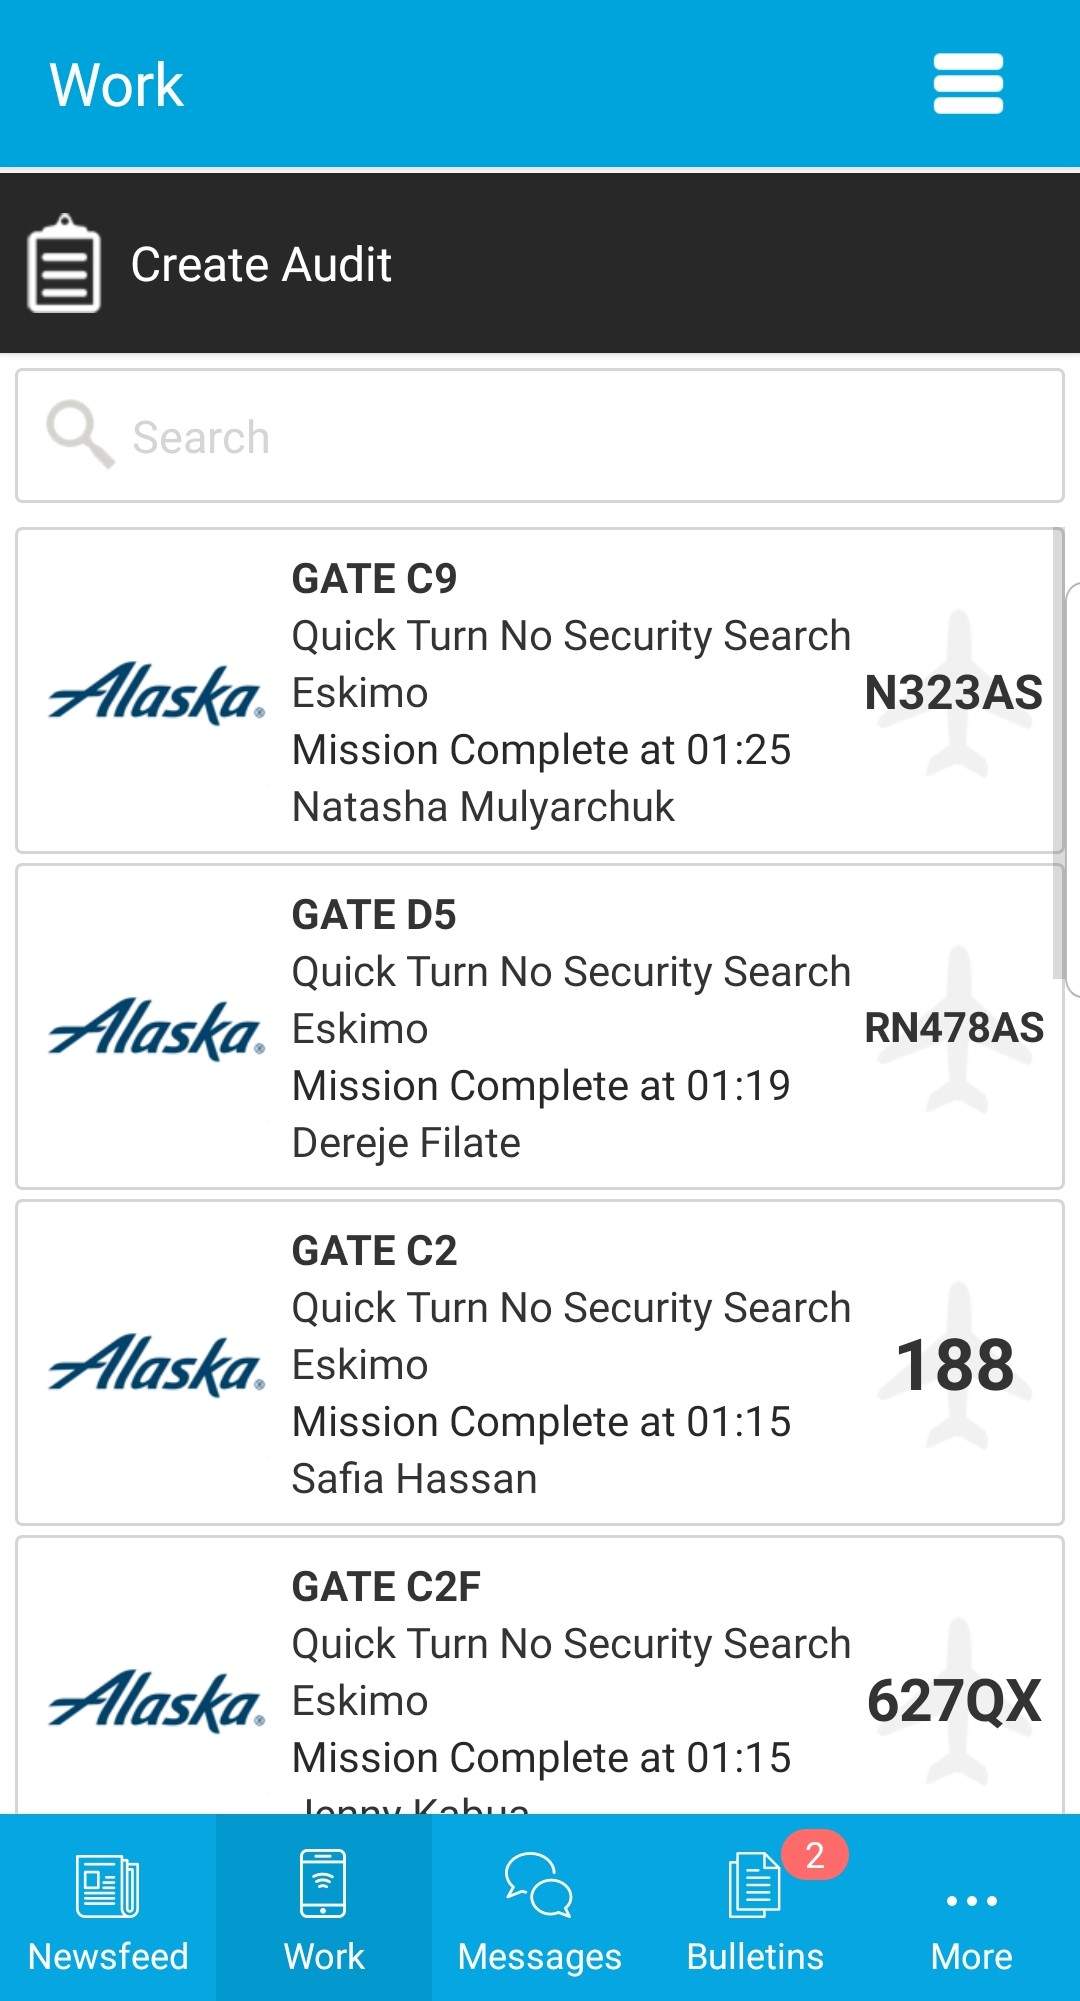 Work
Create Audit
Search
GATE C9
Quick Turn No Security Search
Alaska®
Eskimo
N323AS
Mission Complete at 01:25
Natasha Mulyarchuk
GATE D5
Quick Turn No Security Search
Alaska®
Eskimo
RN478AS
Mission Complete at 01:19
Dereje Filate
GATE C2
Quick Turn No Security Search
Alaska®
Eskimo
188
Mission Complete at 01:15
Safia Hassan
GATE C2F
Quick Turn No Security Search
Alaska®
Eskimo
627QX
Mission Complete at 01:15
Jenny Kabua
2
Newsfeed
Work
Messages
Bulletins
More